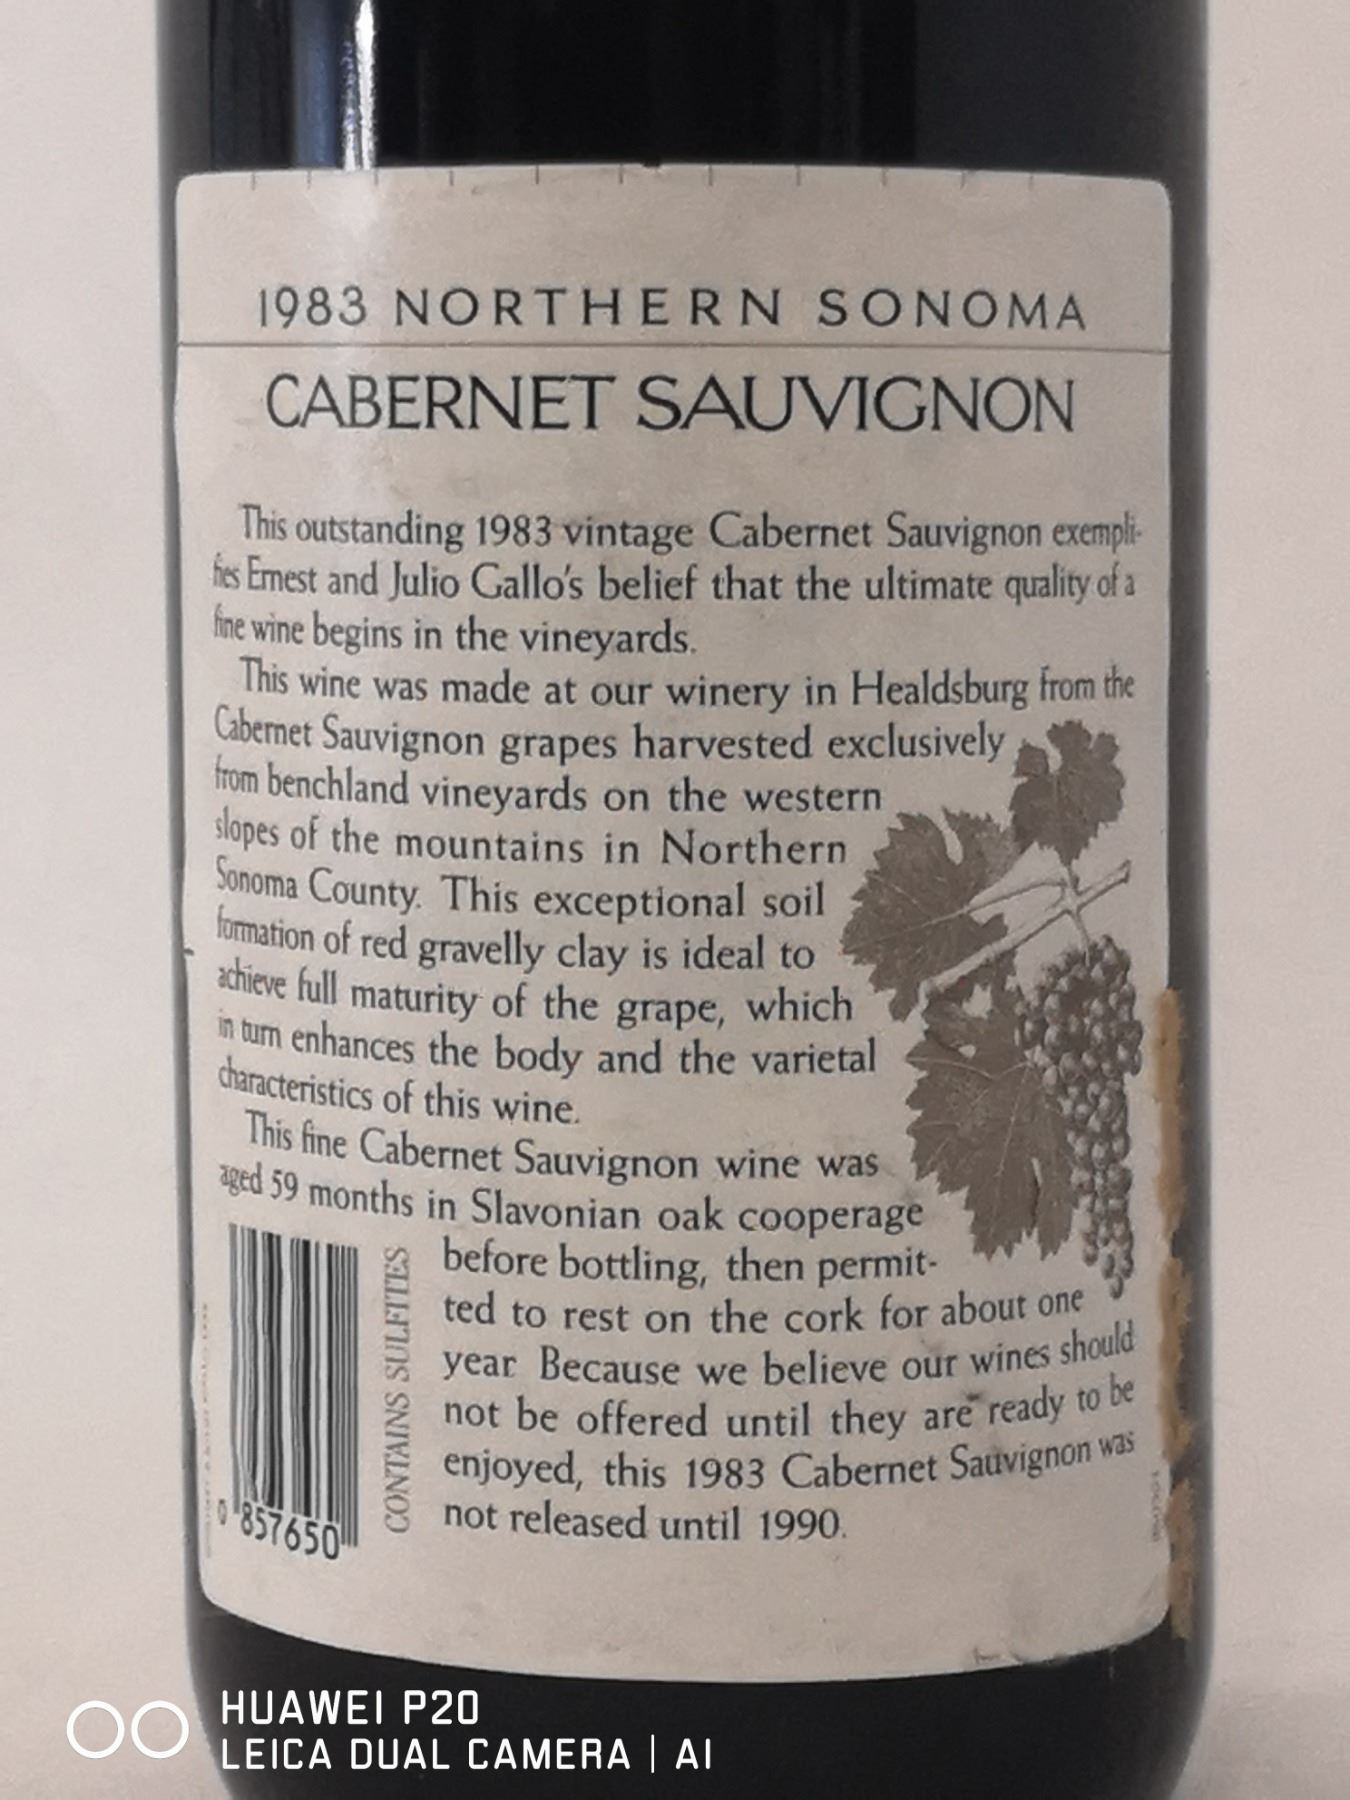 1983 NORTHERN SONOMA
CABERNET SAUVIGNON
This outstanding 1983 vintage Cabernet Sauvignon exempli-
fies Ernest and Julio Gallo's belief that the ultimate quality of a
fine wine begins in the vineyards.
This wine was made at our winery in Healdsburg from the
Cabernet Sauvignon grapes harvested exclusively
from benchland vineyards on the western
slopes of the mountains in Northern
Sonoma County. This exceptional soil
formation of red gravelly clay is ideal to
achieve full maturity of the grape, which
in turn enhances the body and the varietal
characteristics of this wine.
This fine Cabernet Sauvignon wine was
aged 59 months in Slavonian oak cooperage
before bottling, then permit-
ted to rest on the cork for about one
year. Because we believe our wines should
not be offered until they are ready to be
enjoyed, this 1983 Cabernet Sauvignon was
not released until 1990.
CONTAINS SULFITES
0 857650
HUAWEI P20
LEICA DUAL CAMERA | AI